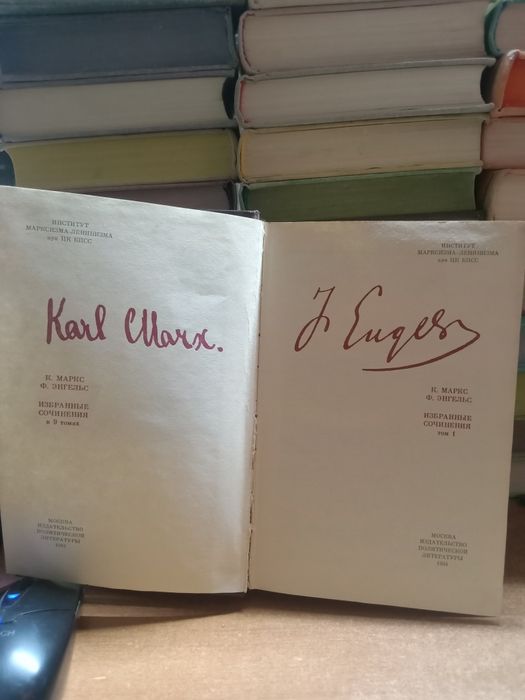 ИНСТИТУТ
МАРКСИЗМА-ЛЕНИНИЗМА
при ЦК КПСС
Karl Marx.
К. МАРКС
Ф. ЭНГЕЛЬС
ИЗБРАННЫЕ
СОЧИНЕНИЯ
в 9 томах
МОСКВА
ИЗДАТЕЛЬСТВО
ПОЛИТИЧЕСКОЙ
ЛИТЕРАТУРЫ
ИНСТИТУТ
МАРКСИЗМА-ЛЕНИНИЗМА
при ЦК КПСС
F Engels
К. МАРКС
Ф. ЭНГЕЛЬС
ИЗБРАННЫЕ
СОЧИНЕНИЯ
том 1
МОСКВА
ИЗДАТЕЛЬСТВО
ПОЛИТИЧЕСКОЙ
ЛИТЕРАТУРЫ